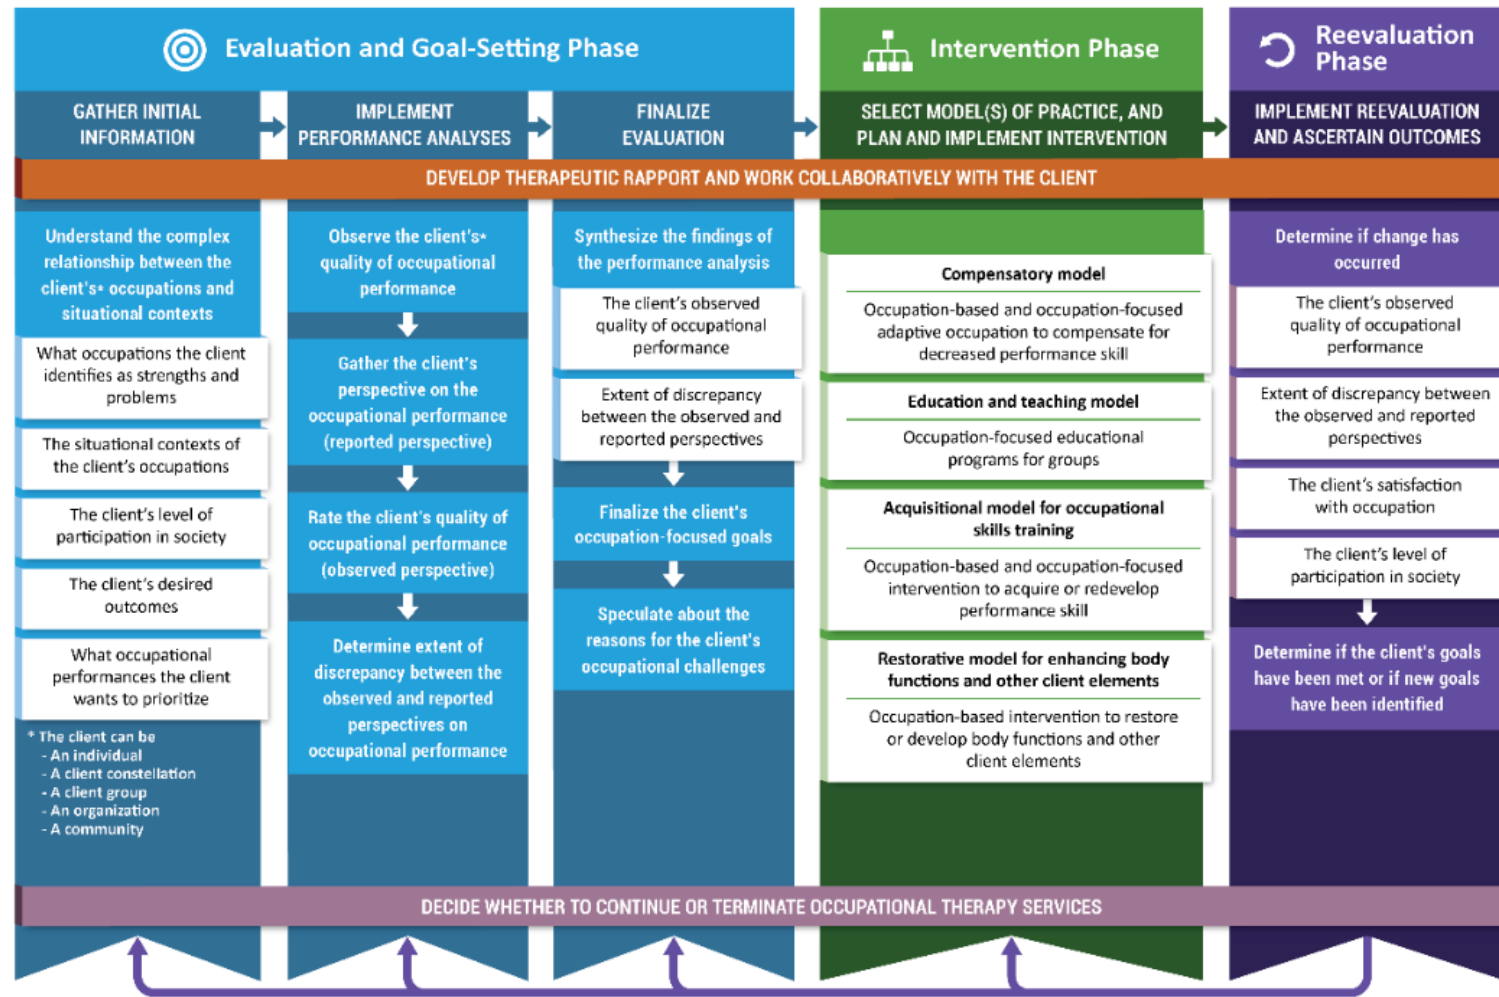 Evaluation and Goal-Setting Phase
GATHER INITIAL
INFORMATION
IMPLEMENT
PERFORMANCE ANALYSES
FINALIZE
EVALUATION
Intervention Phase
SELECT MODEL(S) OF PRACTICE, AND
PLAN AND IMPLEMENT INTERVENTION
Reevaluation
Phase
IMPLEMENT REEVALUATION
AND ASCERTAIN OUTCOMES
DEVELOP THERAPEUTIC RAPPORT AND WORK COLLABORATIVELY WITH THE CLIENT
Understand the complex
relationship between the
client's* occupations and
situational contexts
What occupations the client
identifies as strengths and
problems
The situational contexts of
the client's occupations
The client's level of
participation in society
The client's desired
outcomes
What occupational
performances the client
wants to prioritize
* The client can be
- An individual
- A client constellation
- A client group
- An organization
- A community
Observe the client's*
quality of occupational
performance
Gather the client's
perspective on the
occupational performance
(reported perspective)
Rate the client's quality of
occupational performance
(observed perspective)
Determine extent of
discrepancy between the
observed and reported
perspectives on
occupational performance
Synthesize the findings of
the performance analysis
The client's observed
quality of occupational
performance
Extent of discrepancy
between the observed and
reported perspectives
Finalize the client's
occupation-focused goals
Speculate about the
reasons for the client's
occupational challenges
Compensatory model
Occupation-based and occupation-focused
adaptive occupation to compensate for
decreased performance skill
Education and teaching model
Occupation-focused educational
programs for groups
Acquisitional model for occupational
skills training
Occupation-based and occupation-focused
intervention to acquire or redevelop
performance skill
Restorative model for enhancing body
functions and other client elements
Occupation-based intervention to restore
or develop body functions and other
client elements
Determine if change has
occurred
The client's observed
quality of occupational
performance
Extent of discrepancy between
the observed and reported
perspectives
The client's satisfaction
with occupation
The client's level of
participation in society
Determine if the client's goals
have been met or if new goals
have been identified
DECIDE WHETHER TO CONTINUE OR TERMINATE OCCUPATIONAL THERAPY SERVICES